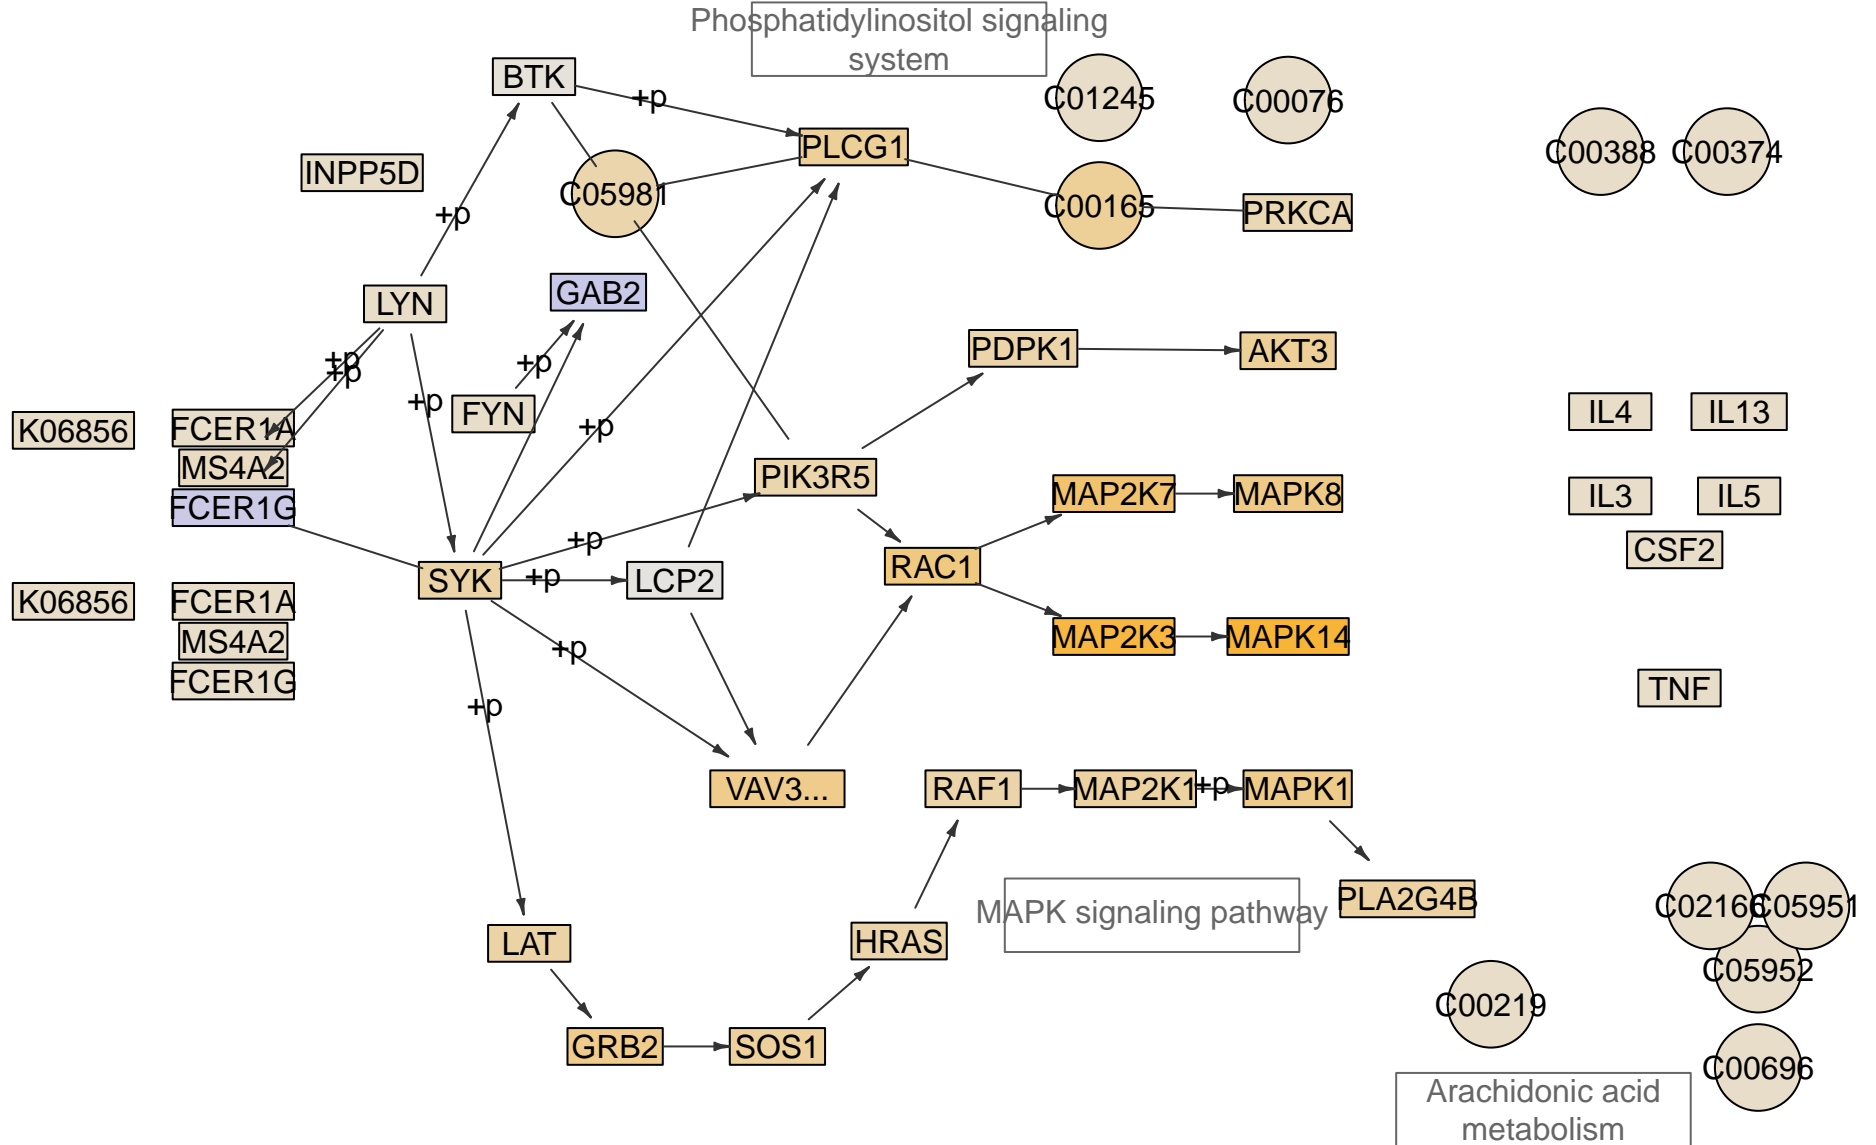 Phosphatidylinositol signaling
system
BTK
+p
C01245
C00076
PLCG1
C00388
C00374
INPP5D
C05981
C00165
PRKCA
+p
LYN
GAB2
+p
+p
+p
PDPK1
AKT3
+p
FYN
+p
K06856
FCER1A
MS4A2
FCER1G
PIK3R5
IL4
IL13
MAP2K7
MAPK8
IL3
IL5
+p
CSF2
SYK
+p
LCP2
RAC1
K06856
FCER1A
MS4A2
FCER1G
+p
MAP2K3
MAPK14
TNF
+p
VAV3...
RAF1
MAP2K1
+p
MAPK1
MAPK signaling pathway
PLA2G4B
C02166
C05951
LAT
HRAS
C05952
C00219
GRB2
SOS1
C00696
Arachidonic acid
metabolism